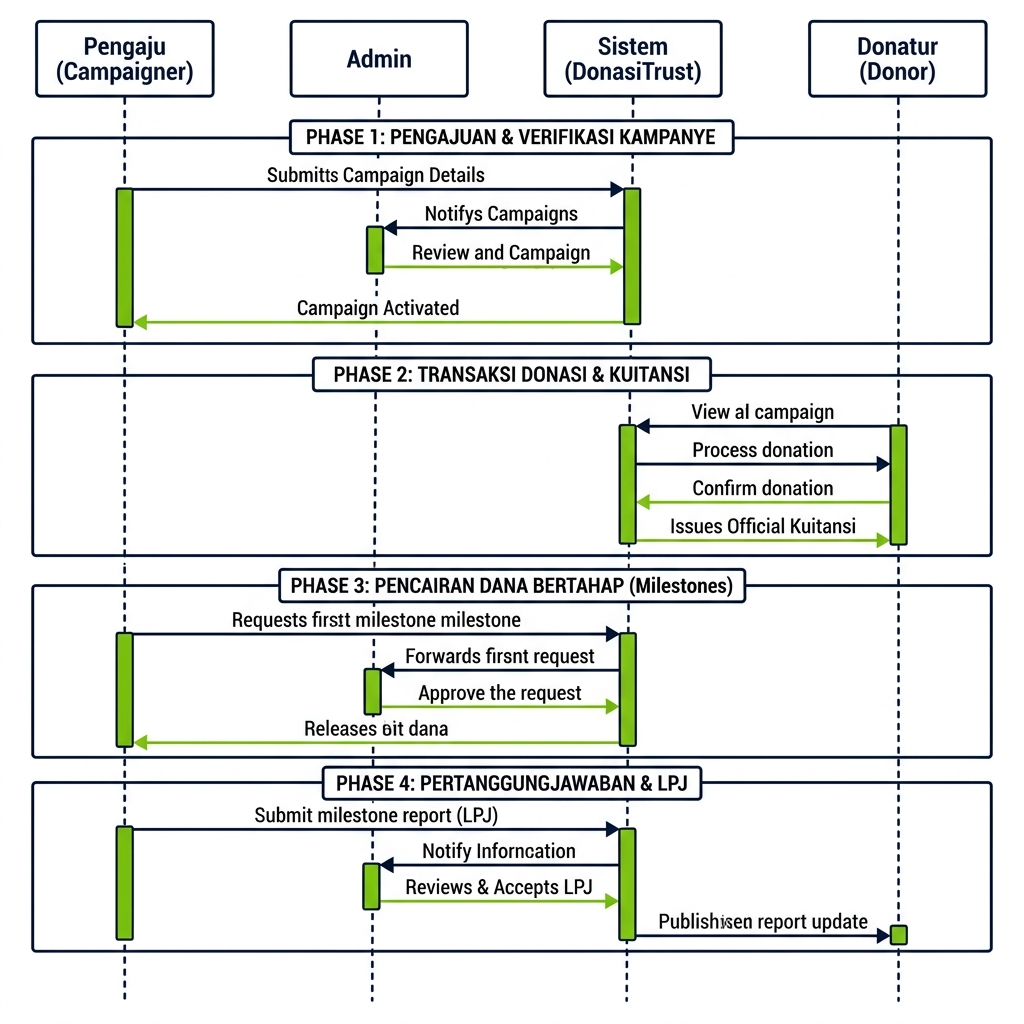 Pengaju
(Campaigner)
Admin
Sistem
(DonasiTrust)
Donatur
(Donor)
PHASE 1: PENGAJUAN & VERIFIKASI KAMPANYE
Submitts Campaign Details
Notifys Campaigns
Review and Campaign
Campaign Activated
PHASE 2: TRANSAKSI DONASI & KUITANSI
View al campaign
Process donation
Confirm donation
Issues Official Kuitansi
PHASE 3: PENCAIRAN DANA BERTAHAP (Milestones)
Requests firstt milestone milestone
Forwards firsnt request
Approve the request
Releases dana
PHASE 4: PERTANGGUNGJAWABAN & LPJ
Submit milestone report (LPJ)
Notify Inforncation
Reviews & Accepts LPJ
report update